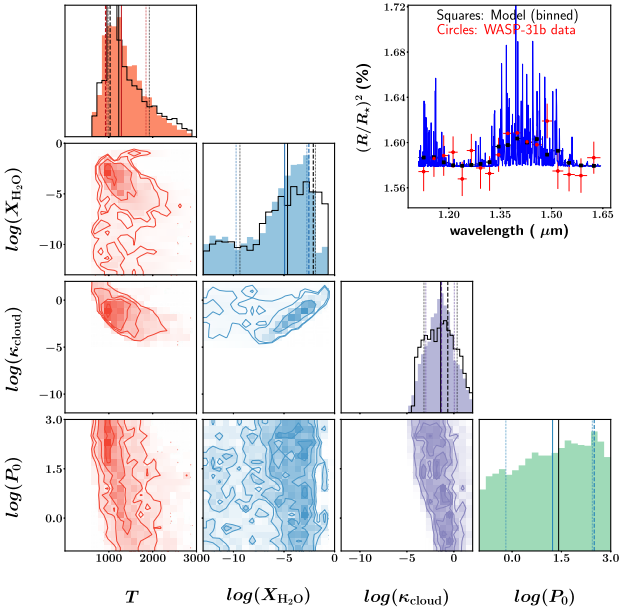 Squares: Model (binned)
Circles: WASP-31b data
1.72
1.68
1.64
1.60
1.56
(R/R⋆)² (%)
1.20
1.35
1.50
1.65
wavelength ( μm)
0
−5
−10
log(X_H₂O)
0
−5
−10
log(κ_cloud)
3.0
1.5
0.0
log(P₀)
1000
2000
3000
−10
−5
0
−10
−5
0
0.0
1.5
3.0
T
log(X_H₂O)
log(κ_cloud)
log(P₀)